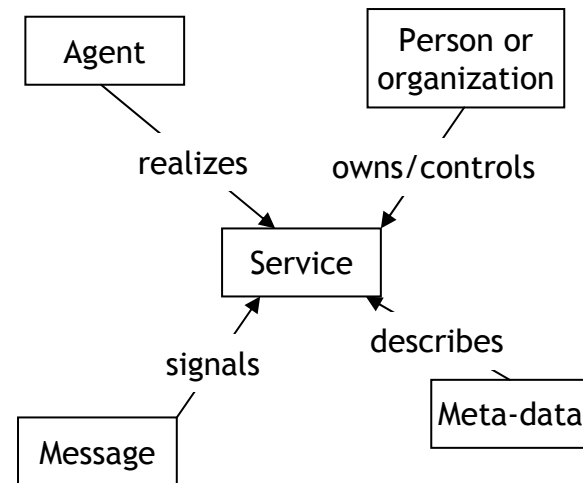 Agent
Person or
organization
realizes
owns/controls
Service
signals
describes
Message
Meta-data